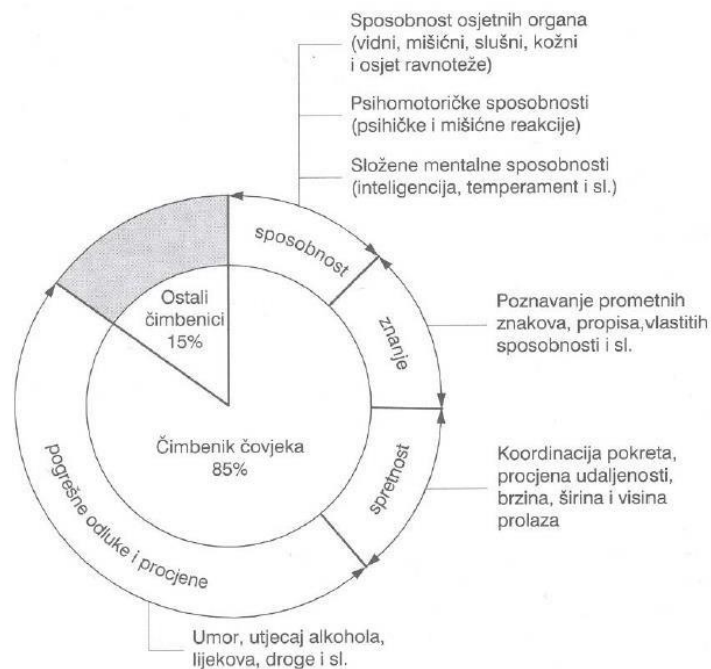 Sposobnost osjetnih organa
(vidni, mišićni, slušni, kožni
i osjet ravnoteže)
Psihomotoričke sposobnosti
(psihičke i mišićne reakcije)
Složene mentalne sposobnosti
(inteligencija, temperament i sl.)
sposobnost
znanje
Poznavanje prometnih
znakova, propisa,vlastitih
sposobnosti i sl.
Ostali
čimbenici
15%
Čimbenik čovjeka
85%
spretnost
Koordinacija pokreta,
procjena udaljenosti,
brzina, širina i visina
prolaza
pogrešne odluke i procjene
Umor, utjecaj alkohola,
lijekova, droge i sl.